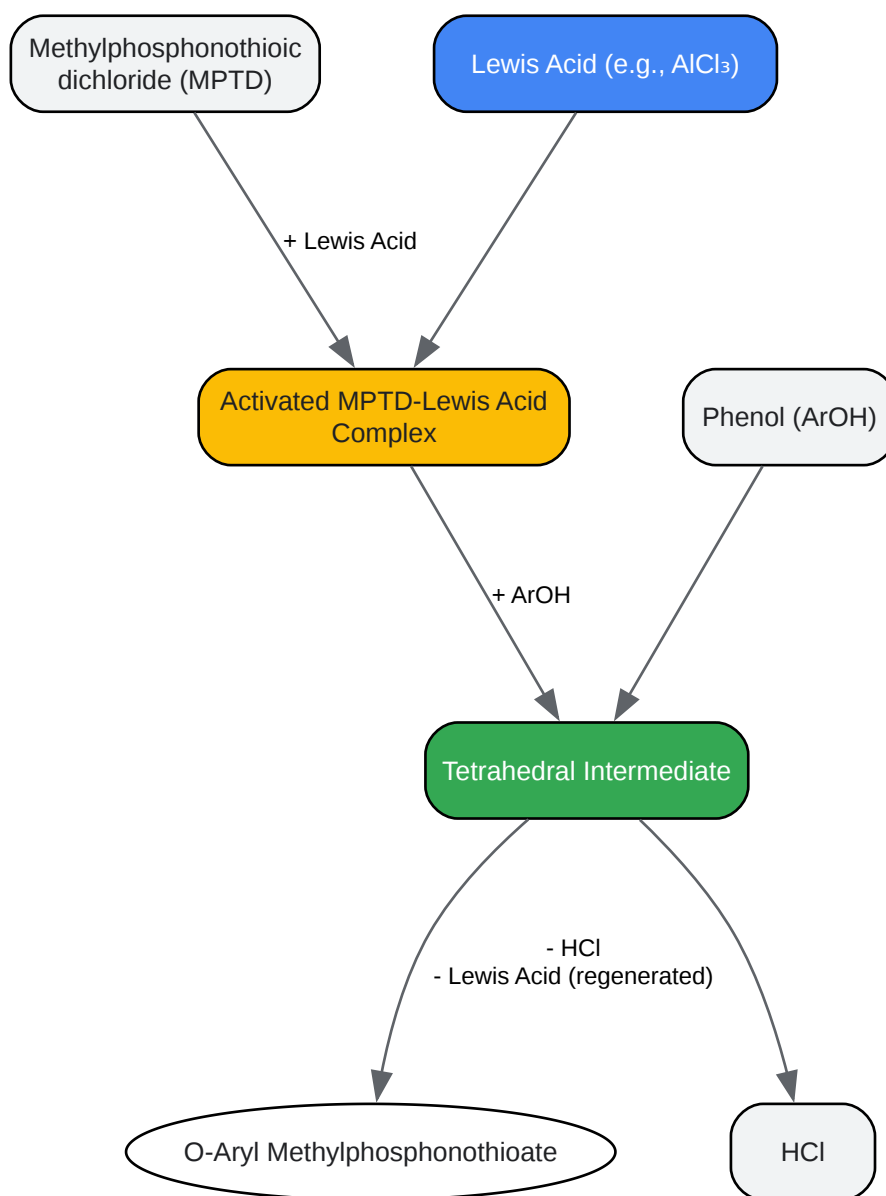 Methylphosphonothioic
dichloride (MPTD)
Lewis Acid (e.g., AlCl₃)
+ Lewis Acid
Activated MPTD-Lewis Acid
Complex
Phenol (ArOH)
+ ArOH
Tetrahedral Intermediate
- HCl
- Lewis Acid (regenerated)
O-Aryl Methylphosphonothioate
HCl